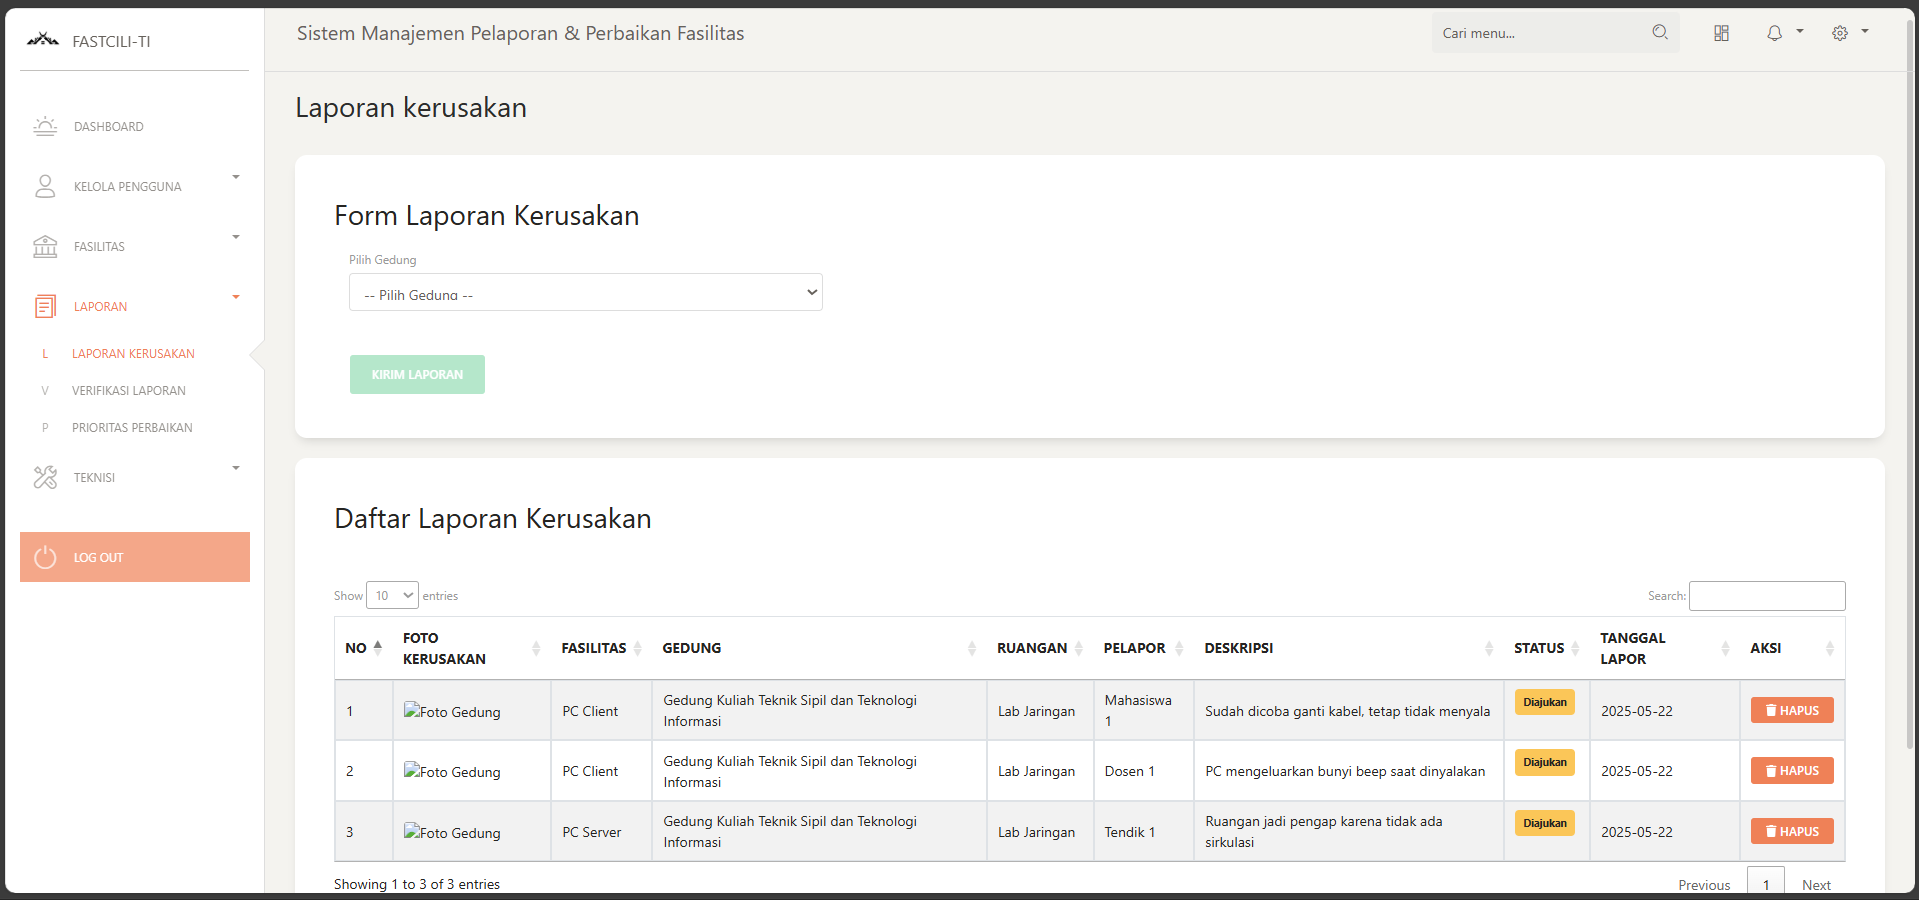 FASTCILI-TI
Sistem Manajemen Pelaporan & Perbaikan Fasilitas
Cari menu...
DASHBOARD
KELOLA PENGGUNA
FASILITAS
LAPORAN
L LAPORAN KERUSAKAN
V VERIFIKASI LAPORAN
P PRIORITAS PERBAIKAN
TEKNISI
LOG OUT
Laporan kerusakan
Form Laporan Kerusakan
Pilih Gedung
-- Pilih Gedung --
KIRIM LAPORAN
Daftar Laporan Kerusakan
Show 10 entries
Search:
NO FOTO KERUSAKAN FASILITAS GEDUNG RUANGAN PELAPOR DESKRIPSI STATUS TANGGAL LAPOR AKSI
1 Foto Gedung PC Client Gedung Kuliah Teknik Sipil dan Teknologi Informasi Lab Jaringan Mahasiswa 1 Sudah dicoba ganti kabel, tetap tidak menyala Diajukan 2025-05-22 HAPUS
2 Foto Gedung PC Client Gedung Kuliah Teknik Sipil dan Teknologi Informasi Lab Jaringan Dosen 1 PC mengeluarkan bunyi beep saat dinyalakan Diajukan 2025-05-22 HAPUS
3 Foto Gedung PC Server Gedung Kuliah Teknik Sipil dan Teknologi Informasi Lab Jaringan Tendik 1 Ruangan jadi pengap karena tidak ada sirkulasi Diajukan 2025-05-22 HAPUS
Showing 1 to 3 of 3 entries
Previous 1 Next